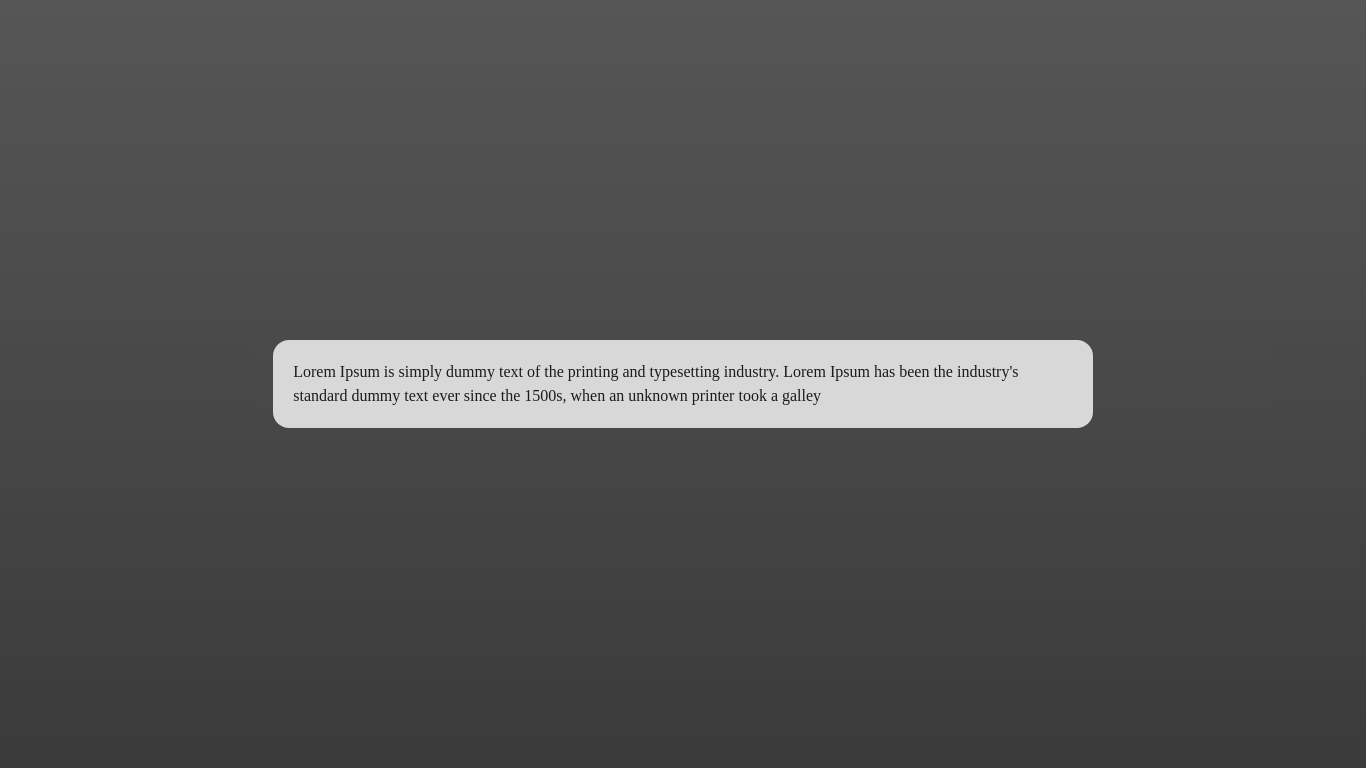 Lorem Ipsum is simply dummy text of the printing and typesetting industry. Lorem Ipsum has been the industry's
standard dummy text ever since the 1500s, when an unknown printer took a galley